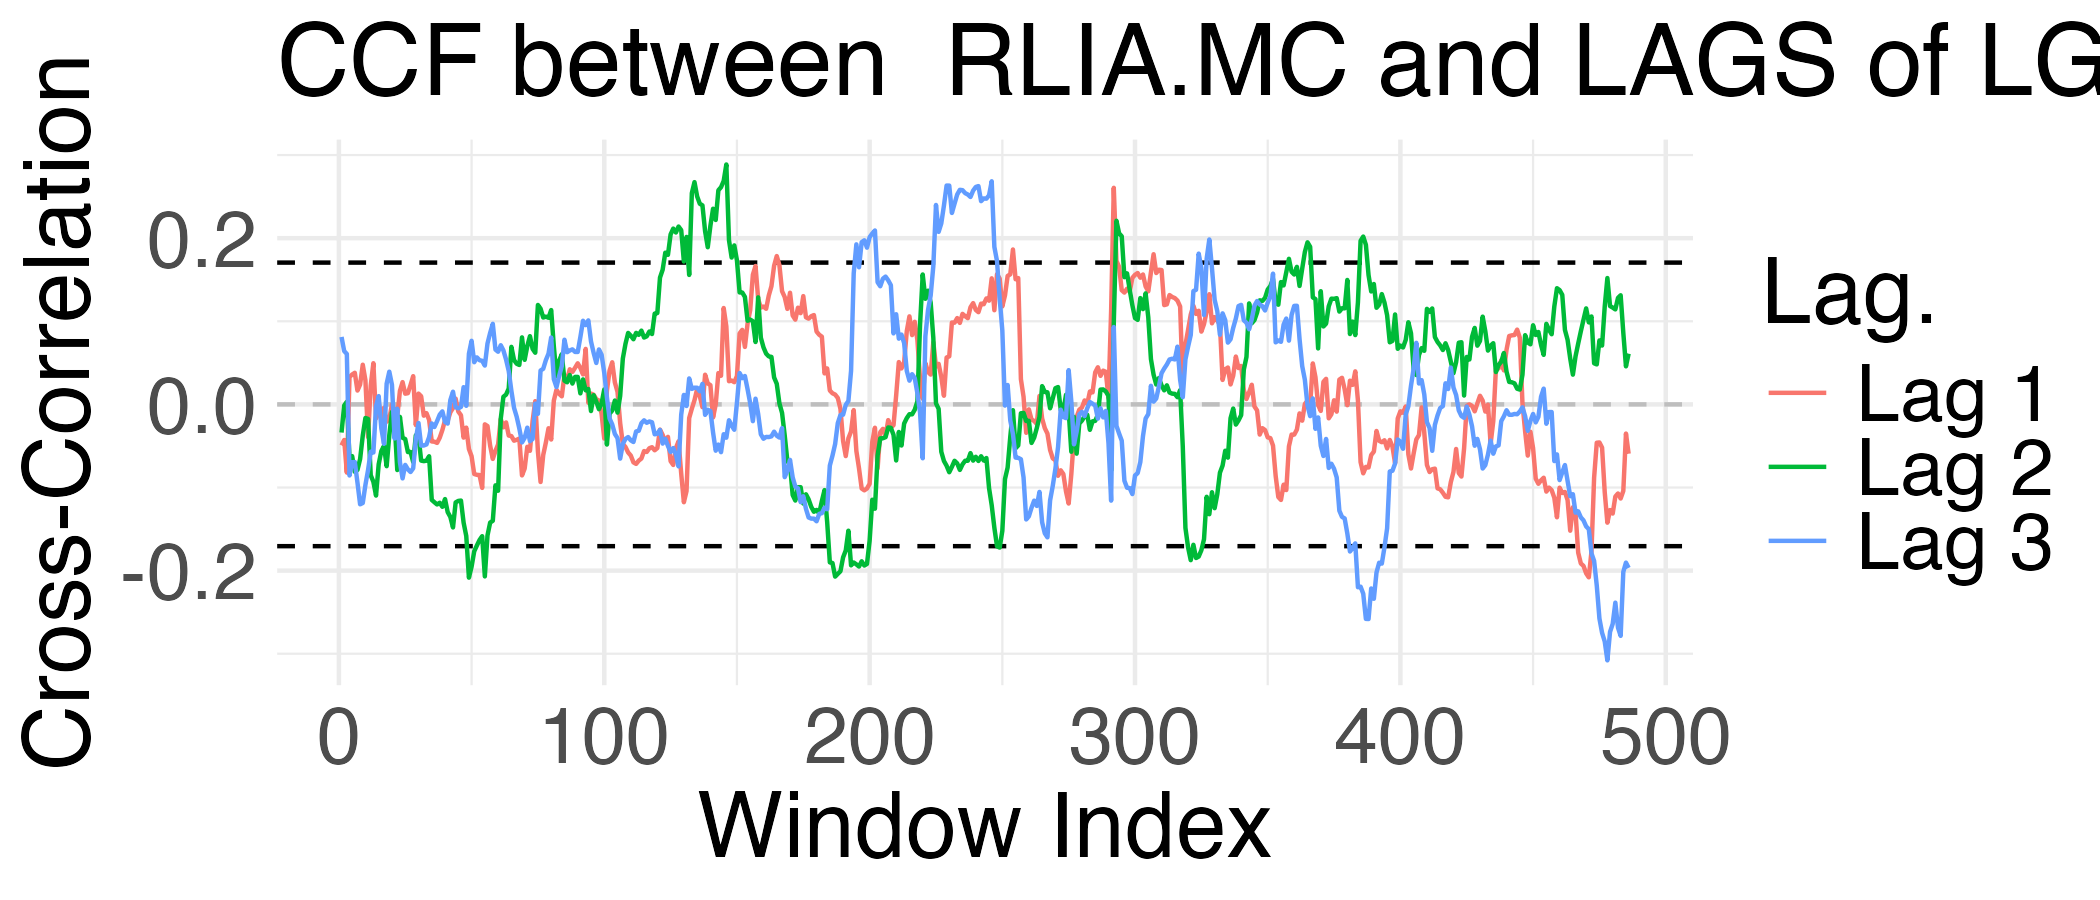 CCF between RLIA.MC and LAGS of LG
Cross-Correlation
0.2
0.0
-0.2
0
100
200
300
400
500
Window Index
Lag.
Lag 1
Lag 2
Lag 3